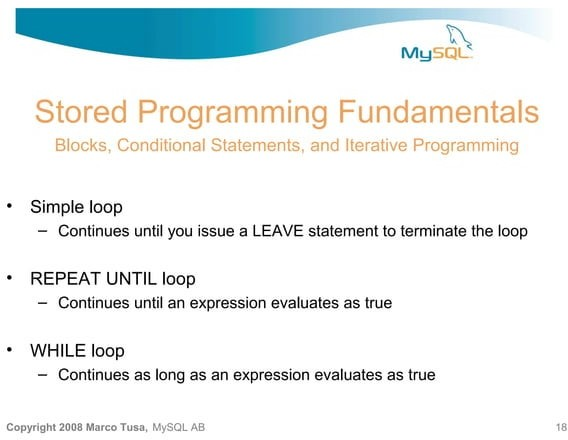 MySQL
Stored Programming Fundamentals
Blocks, Conditional Statements, and Iterative Programming
• Simple loop
– Continues until you issue a LEAVE statement to terminate the loop
• REPEAT UNTIL loop
– Continues until an expression evaluates as true
• WHILE loop
– Continues as long as an expression evaluates as true
Copyright 2008 Marco Tusa, MySQL AB 18